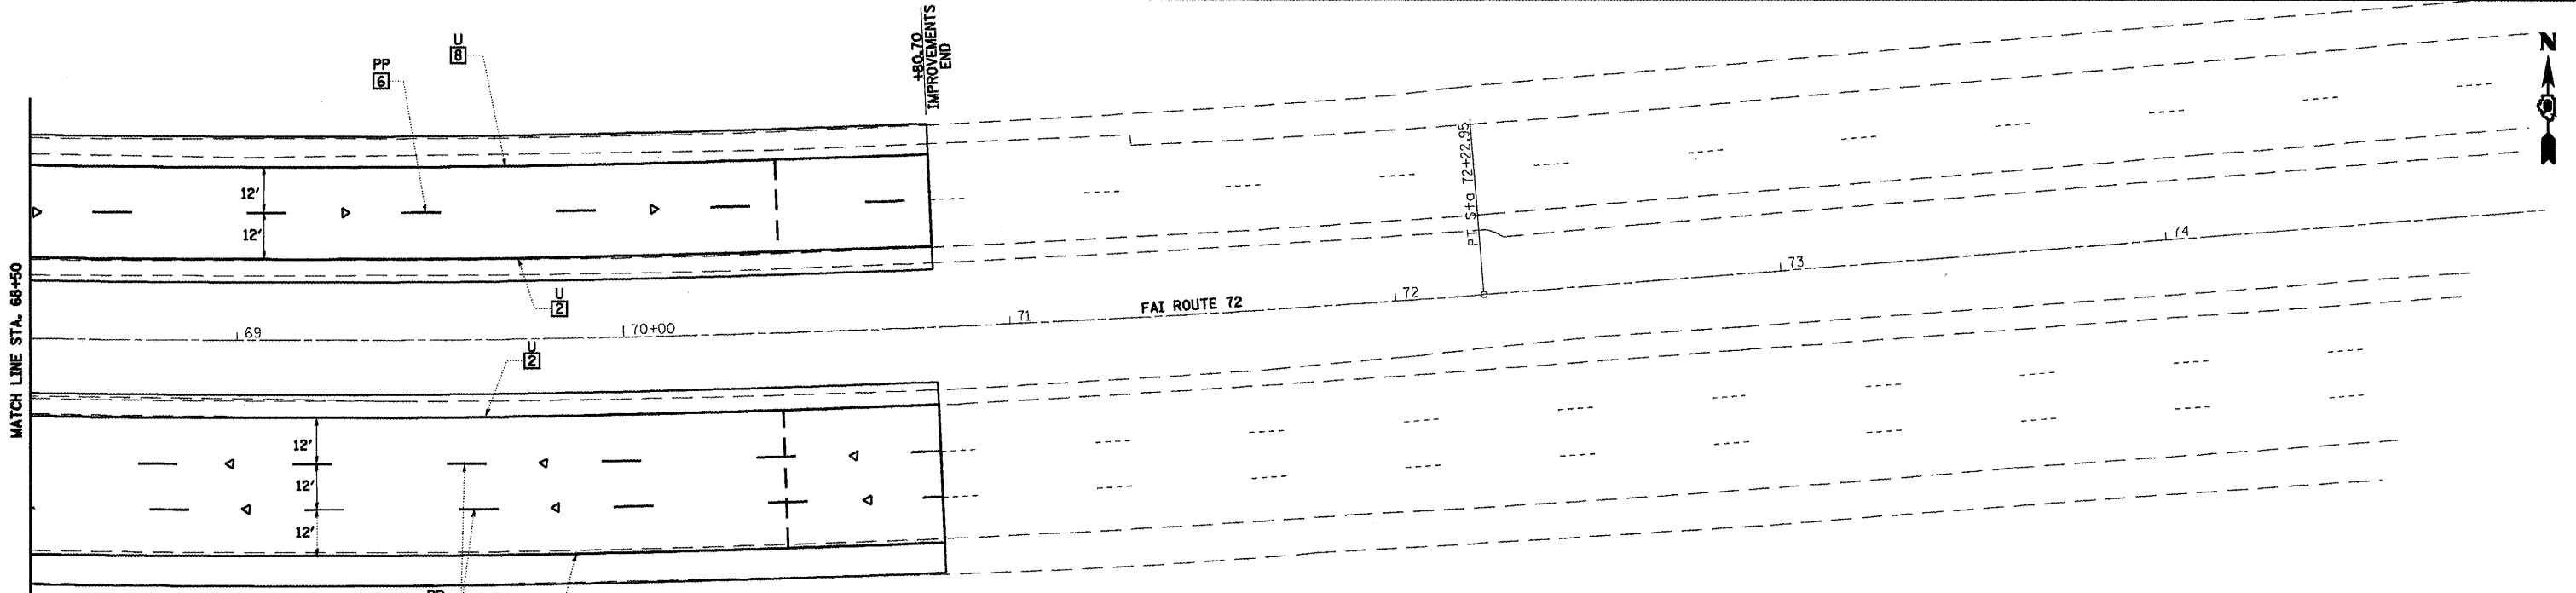 +80.70
IMPROVEMENTS
END
U
8
PP
6
N
12'
12'
PT Sta 72+22.95
MATCH LINE STA. 68+50
U
2
69
70+00
71
FAI ROUTE 72
72
73
74
U
2
12'
12'
12'
PP